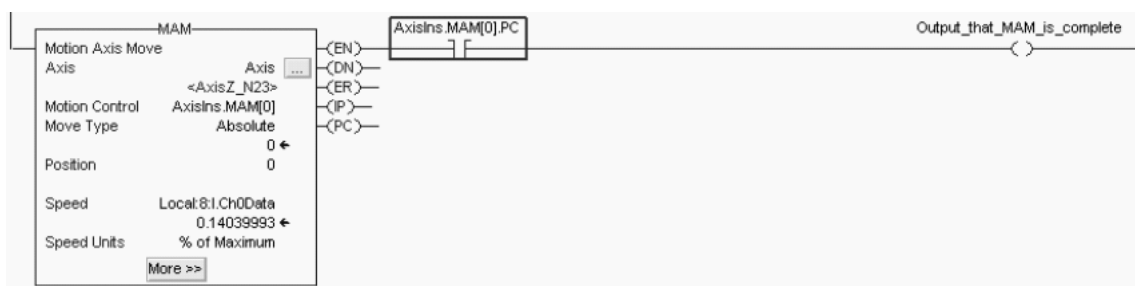 MAM
Motion Axis Move
Axis Axis ...
<AxisZ_N23>
Motion Control AxisIns.MAM[0]
Move Type Absolute
0 ←
Position 0
Speed Local:8:I.Ch0Data
0.14039993 ←
Speed Units % of Maximum
More >>
(EN)
(DN)
(ER)
(IP)
(PC)
AxisIns.MAM[0].PC
Output_that_MAM_is_complete